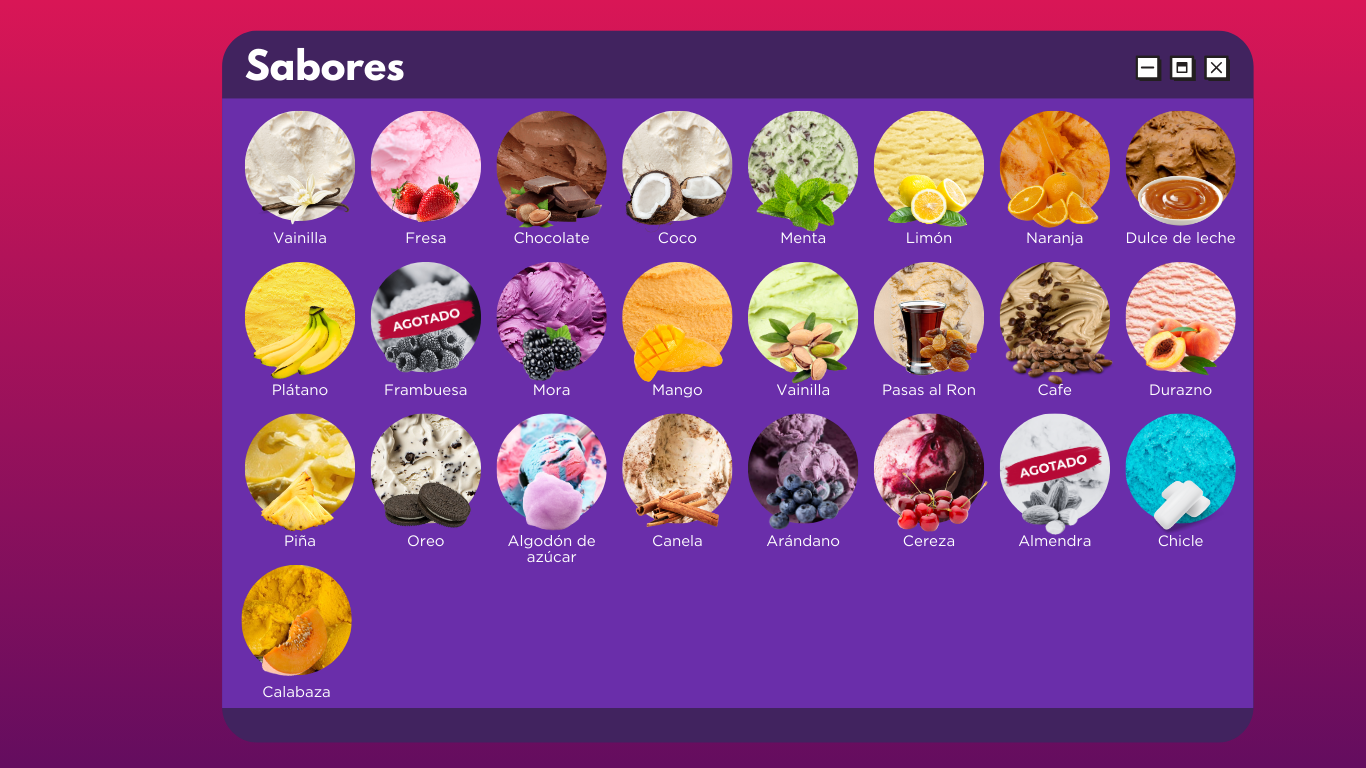 Sabores
Vainilla
Fresa
Chocolate
Coco
Menta
Limón
Naranja
Dulce de leche
AGOTADO
Plátano
Frambuesa
Mora
Mango
Vainilla
Pasas al Ron
Cafe
Durazno
AGOTADO
Piña
Oreo
Algodón de
azúcar
Canela
Arándano
Cereza
Almendra
Chicle
Calabaza